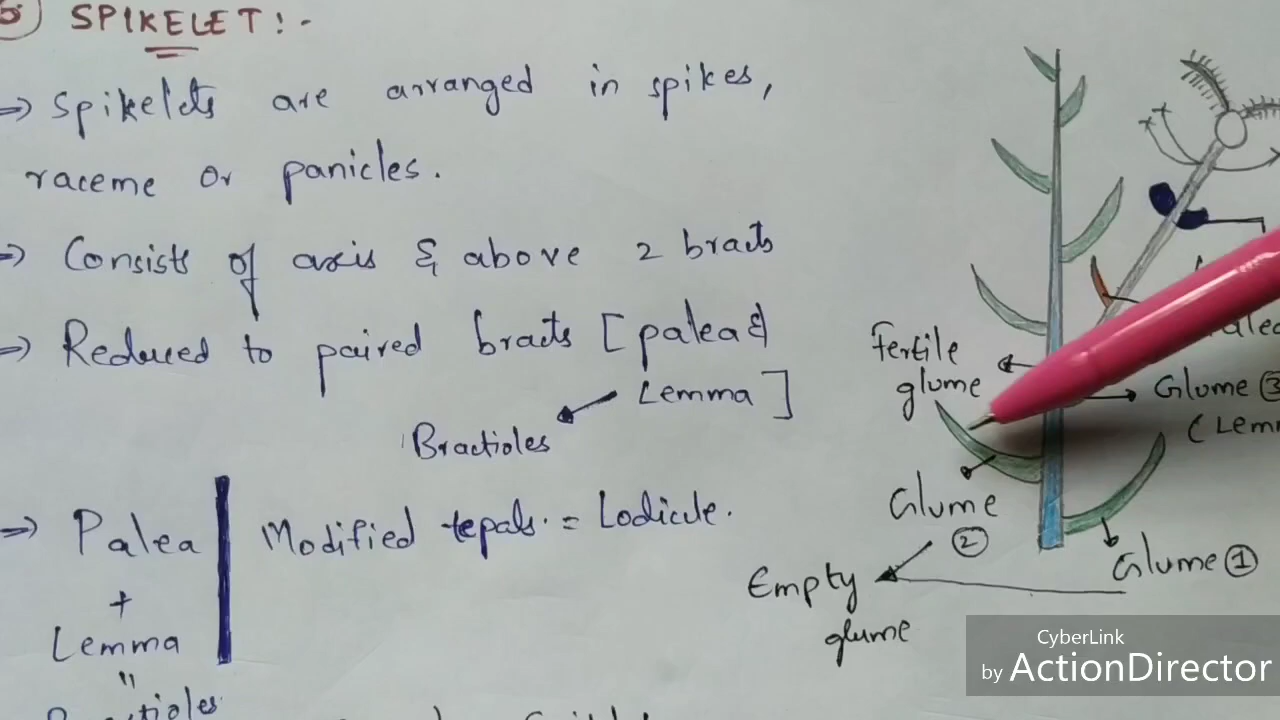 5 SPIKELET:-
⇒ Spikelets are arranged in spikes,
raceme or panicles.
⇒ Consists of axis & above 2 bracts
⇒ Reduced to paired bracts [palea &
Lemma]
Bractioles
⇒ Palea
+
Lemma
"
Modified tepals. = Lodicule.
Fertile
glume
Glume ③
(Lem
Glume
②
Glume ①
Empty
glume
CyberLink
by ActionDirector